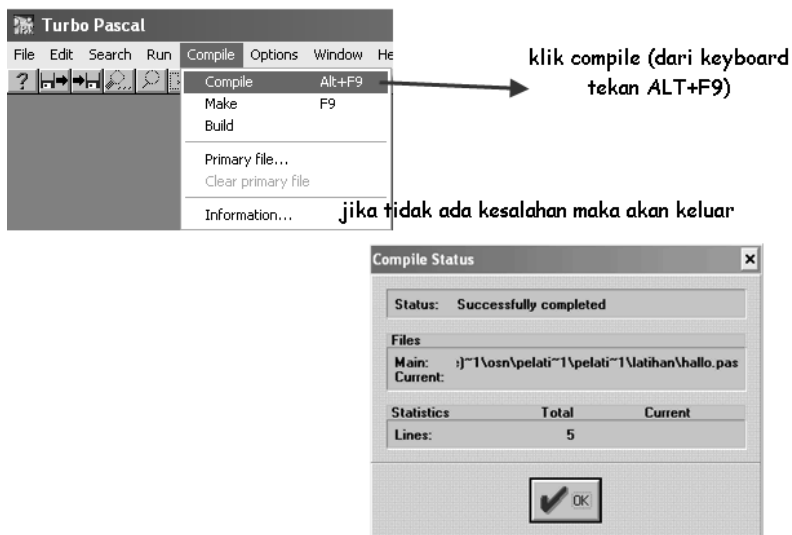 Turbo Pascal
File Edit Search Run Compile Options Window He
Compile Alt+F9
Make F9
Build
Primary file...
Clear primary file
Information...
klik compile (dari keyboard
tekan ALT+F9)
jika tidak ada kesalahan maka akan keluar
Compile Status
Status: Successfully completed
Files
Main: :)~1\osn\pelati~1\pelati~1\latihan\hallo.pas
Current:
Statistics Total Current
Lines: 5
OK